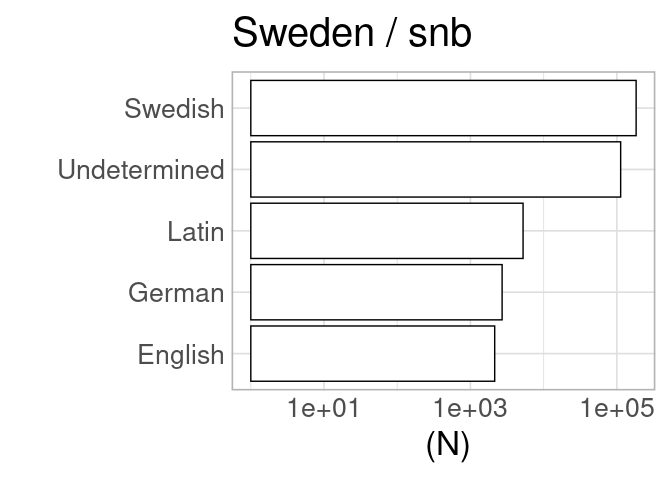 Sweden / snb
Swedish
Undetermined
Latin
German
English
1e+01 1e+03 1e+05
(N)